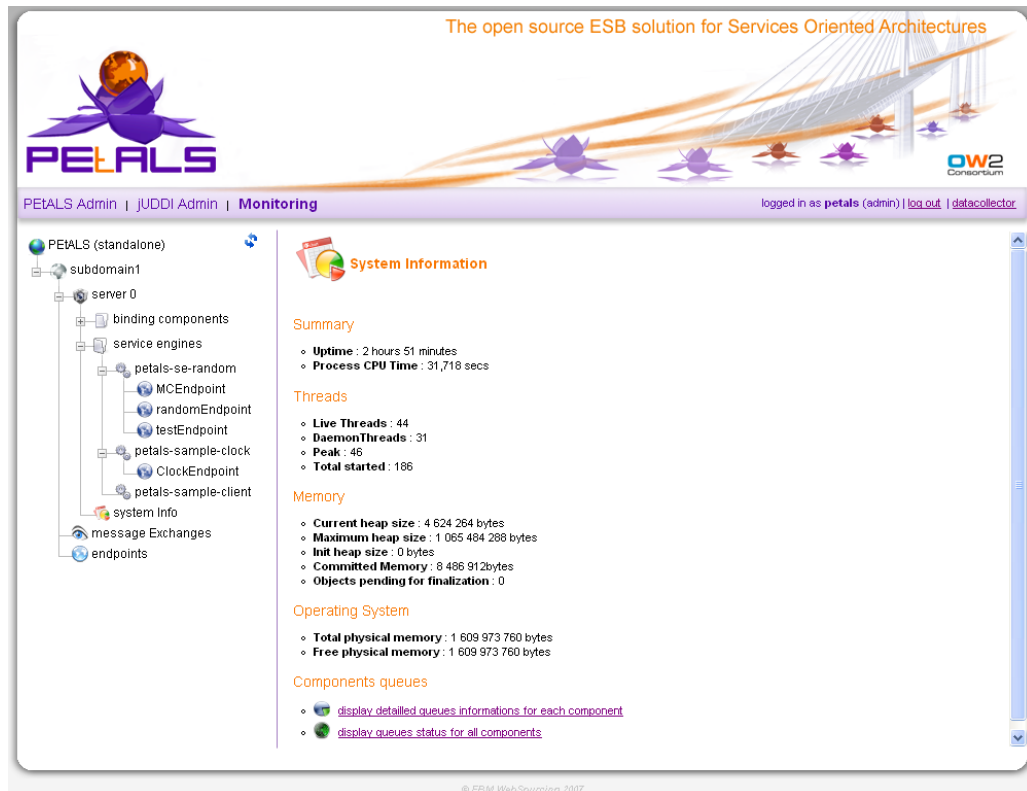 The open source ESB solution for Services Oriented Architectures
PEtALS
OW2
Consortium
PEtALS Admin | jUDDI Admin | Monitoring
logged in as petals (admin) | log out | datacollector
PEtALS (standalone)
subdomain1
server 0
binding components
service engines
petals-se-random
MCEndpoint
randomEndpoint
testEndpoint
petals-sample-clock
ClockEndpoint
petals-sample-client
system Info
message Exchanges
endpoints
System Information
Summary
Uptime : 2 hours 51 minutes
Process CPU Time : 31,718 secs
Threads
Live Threads : 44
DaemonThreads : 31
Peak : 46
Total started : 186
Memory
Current heap size : 4 624 264 bytes
Maximum heap size : 1 065 484 288 bytes
Init heap size : 0 bytes
Committed Memory : 8 486 912bytes
Objects pending for finalization : 0
Operating System
Total physical memory : 1 609 973 760 bytes
Free physical memory : 1 609 973 760 bytes
Components queues
display detailled queues informations for each component
display queues status for all components
2007